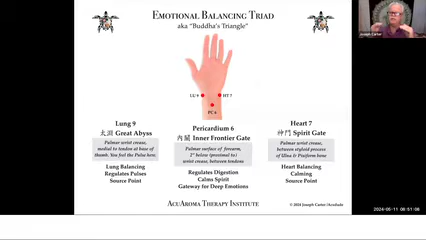 EMOTIONAL BALANCING TRIAD
aka "Buddha's Triangle"
LU 9
HT 7
PC 6
Lung 9
太淵 Great Abyss
Palmar wrist crease,
medial to tendon at base of
thumb. You feel the Pulse here.
Lung Balancing
Regulates Pulses
Source Point
Pericardium 6
內關 Inner Frontier Gate
Palmar surface of forearm,
2" below (proximal) to
wrist crease, between tendons
Regulates Digestion
Calms Spirit
Gateway for Deep Emotions
Heart 7
神門 Spirit Gate
Palmar wrist crease,
between styloid process
of Ulna & Pisiform bone
Heart Balancing
Calming
Source Point
ACUAROMA THERAPY INSTITUTE
© 2024 Joseph Carter/Acudude
Joseph Carter
2024-05-11 08:51:08